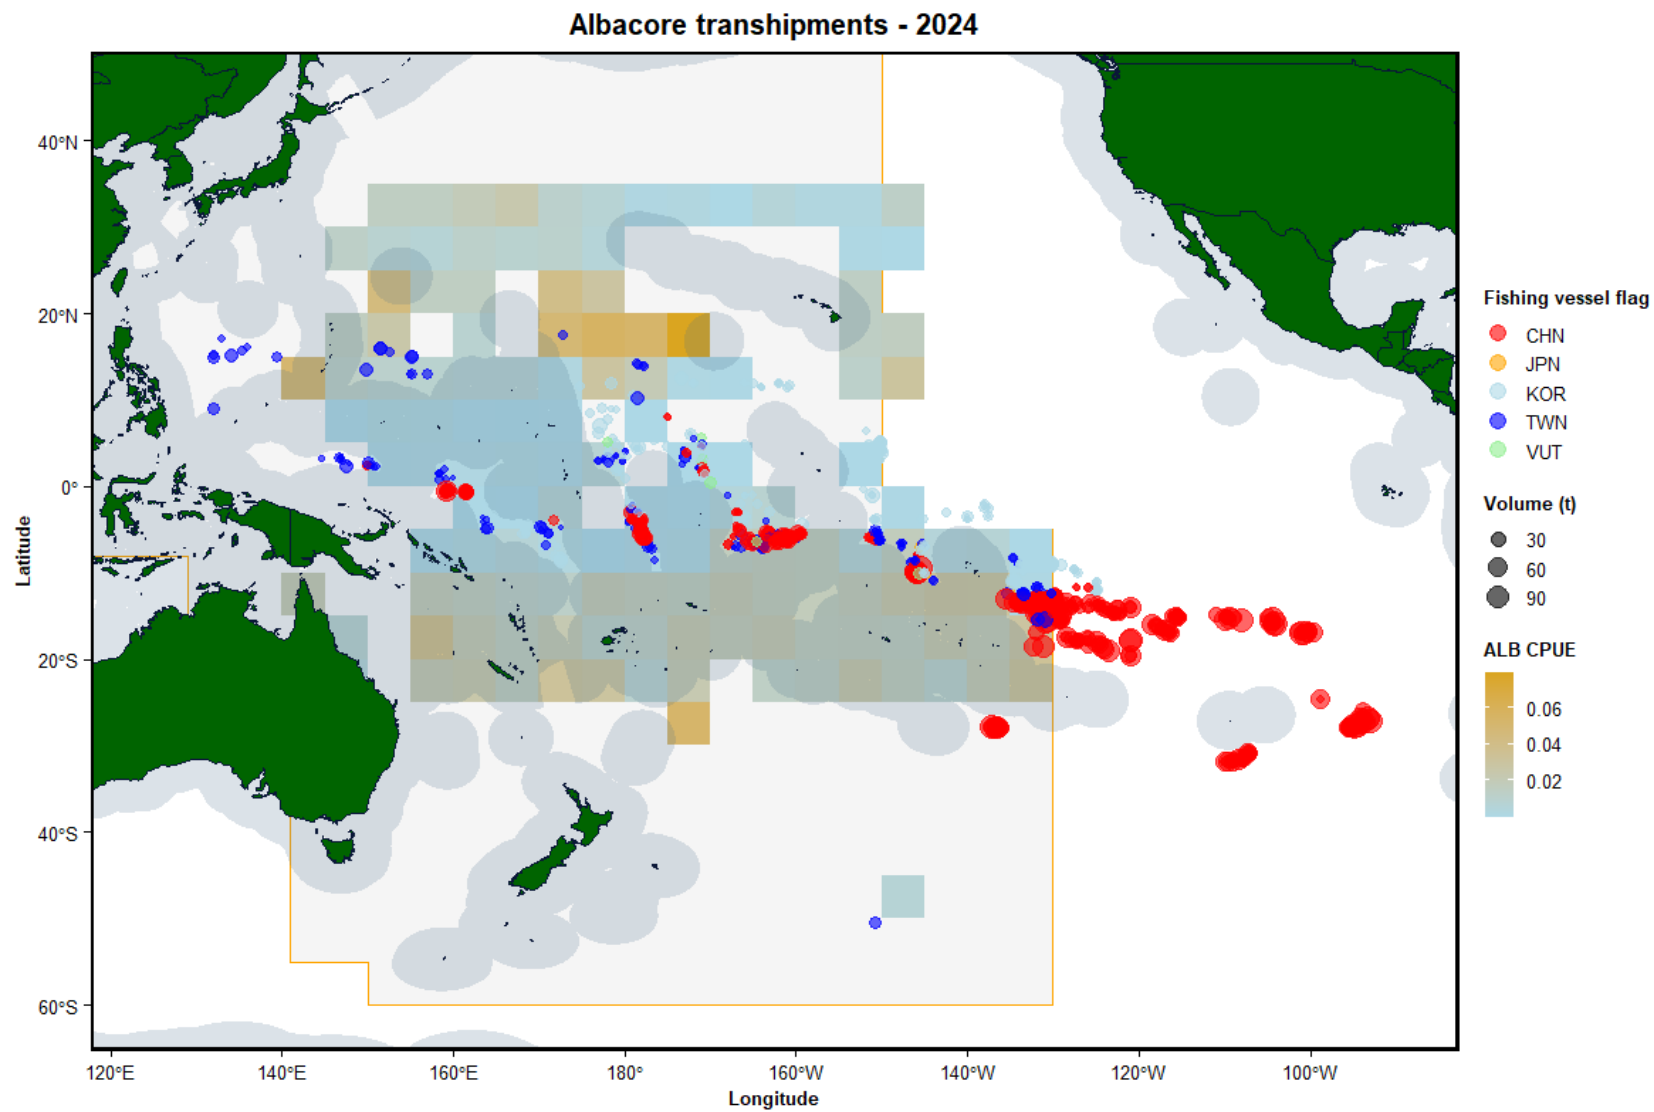 Albacore transhipments - 2024
40°N
20°N
0°
20°S
40°S
60°S
Latitude
120°E
140°E
160°E
180°
160°W
140°W
120°W
100°W
Longitude
Fishing vessel flag
CHN
JPN
KOR
TWN
VUT
Volume (t)
30
60
90
ALB CPUE
0.06
0.04
0.02